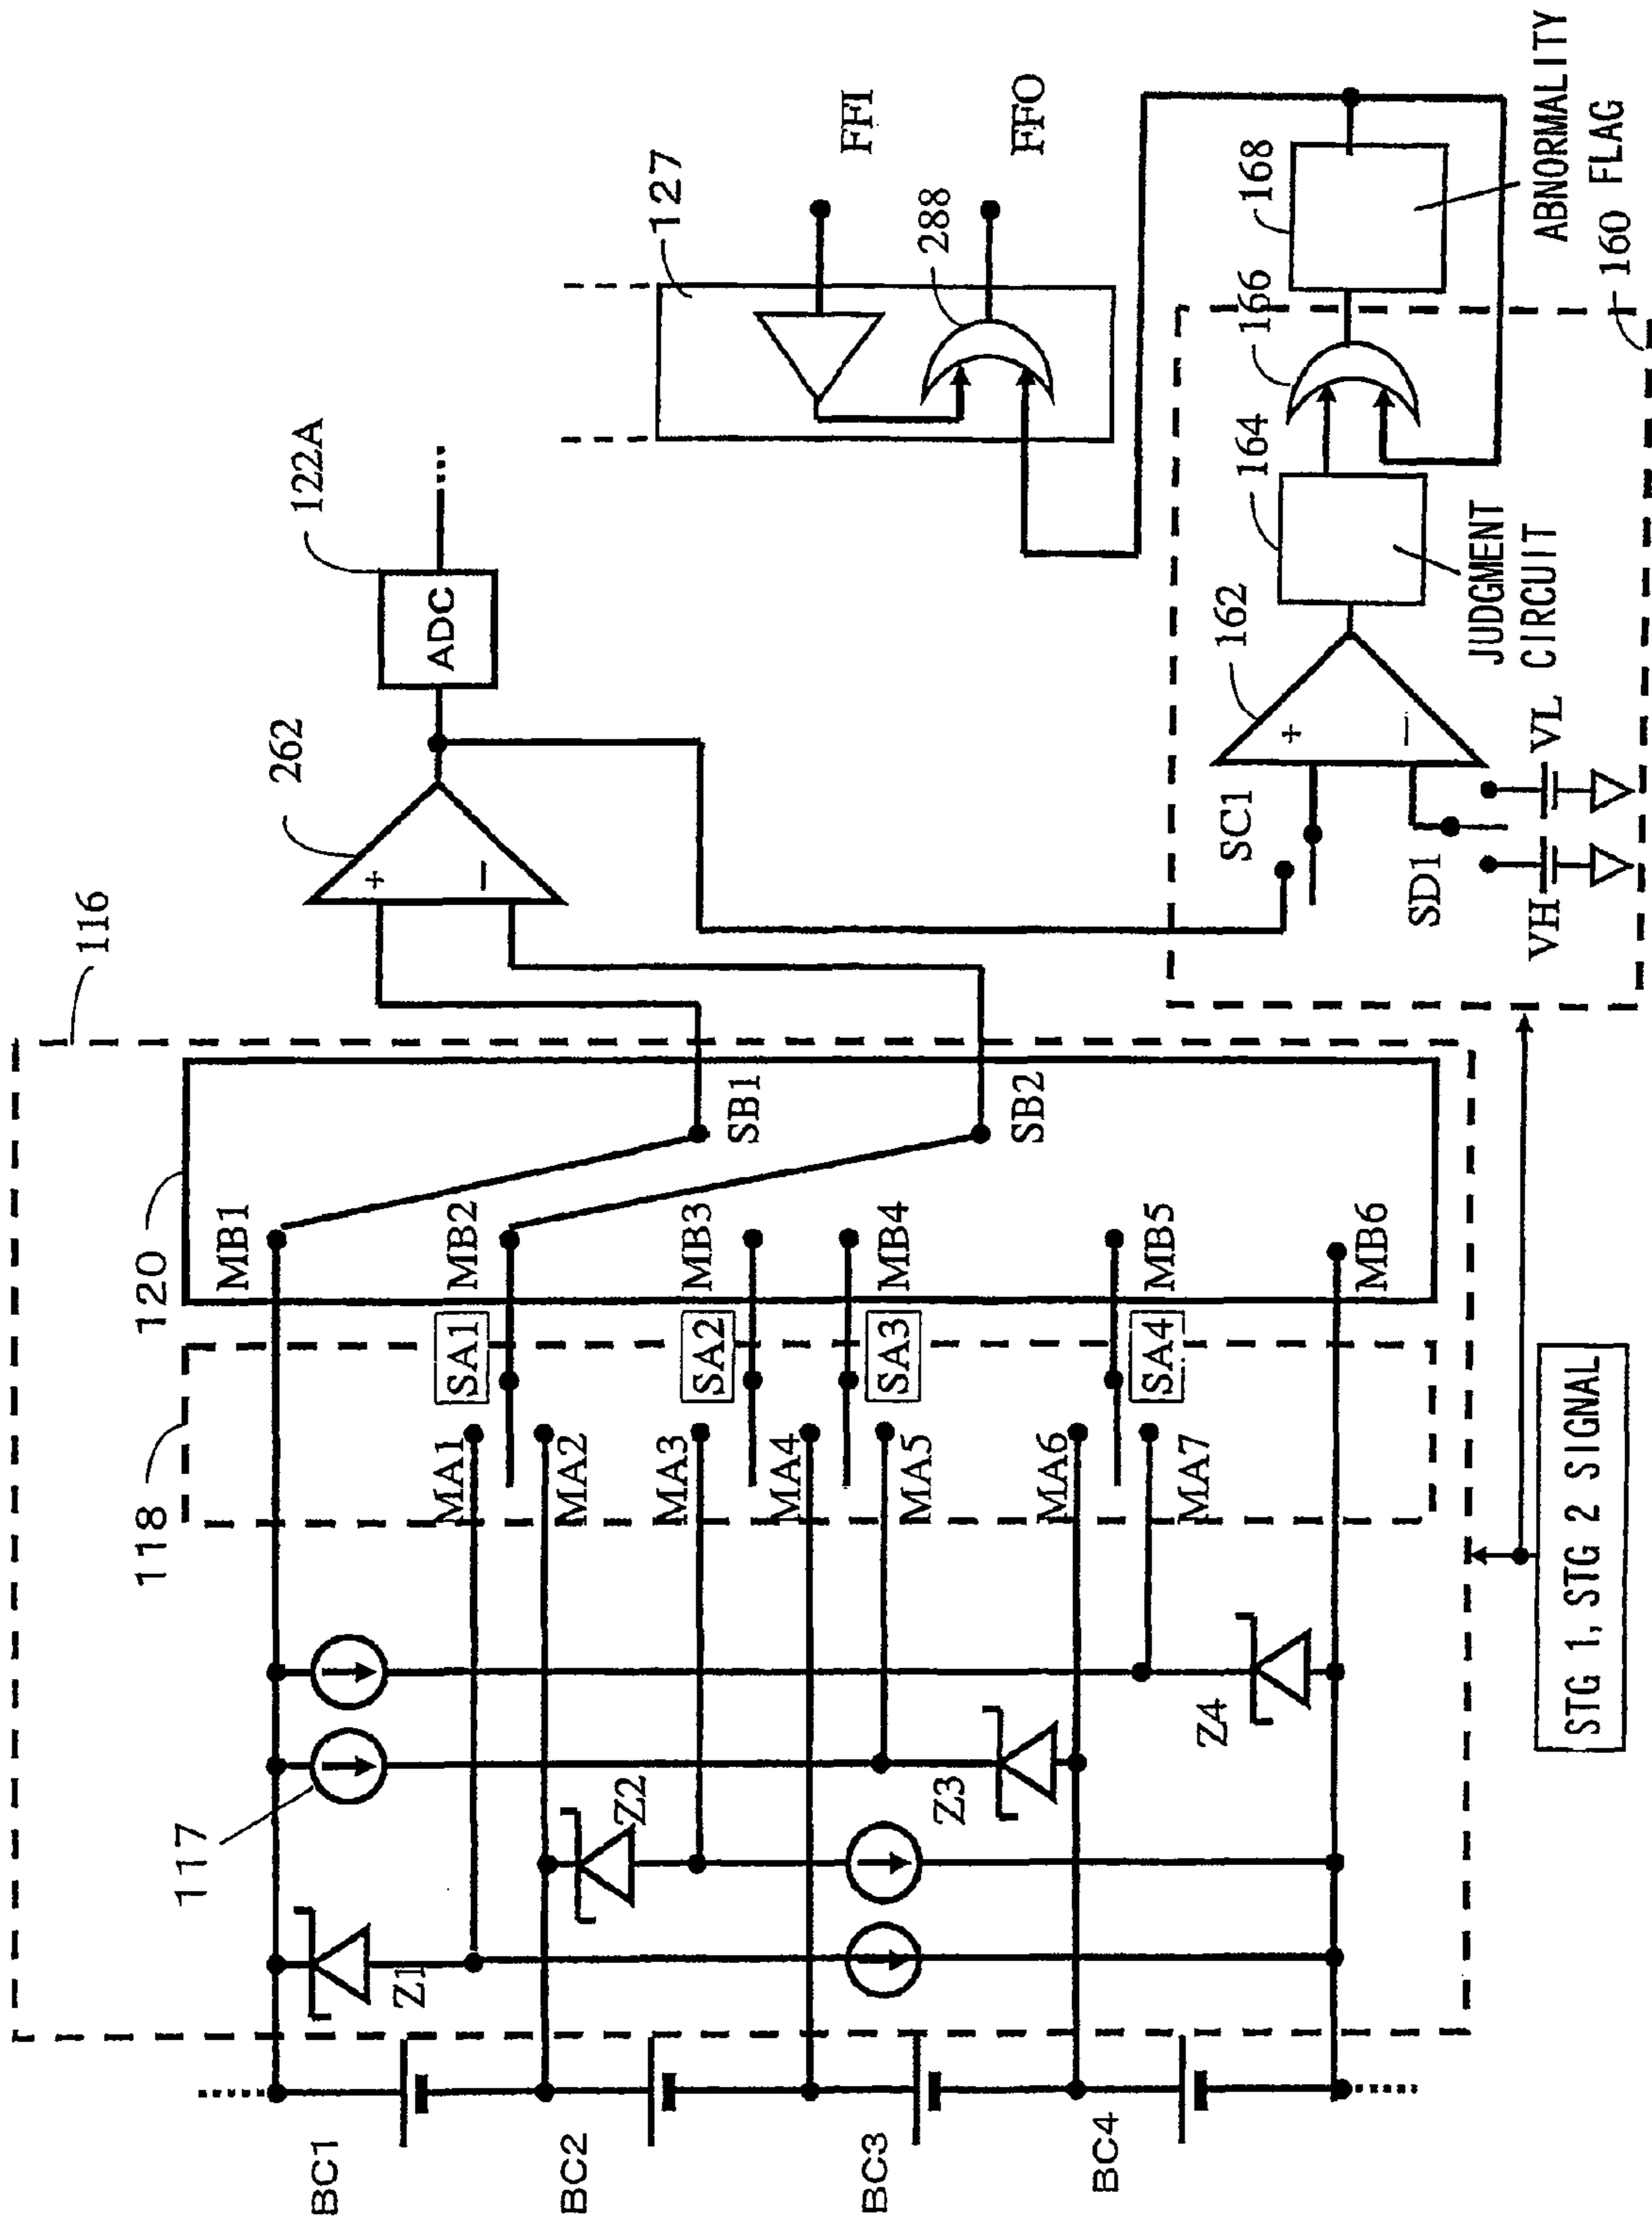 116
118
120
117
BC1
BC2
BC3
BC4
Z1
Z2
Z3
Z4
MA1
MA2
MA3
MA4
MA5
MA6
MA7
SA1
SA2
SA3
SA4
MB1
MB2
MB3
MB4
MB5
MB6
SB1
SB2
262
+
−
ADC
122A
127
FFI
FFO
288
SC1
SD1
VH
VL
162
+
−
164
JUDGMENT
CIRCUIT
166
168
ABNORMALITY
FLAG
160
STG 1, STG 2 SIGNAL